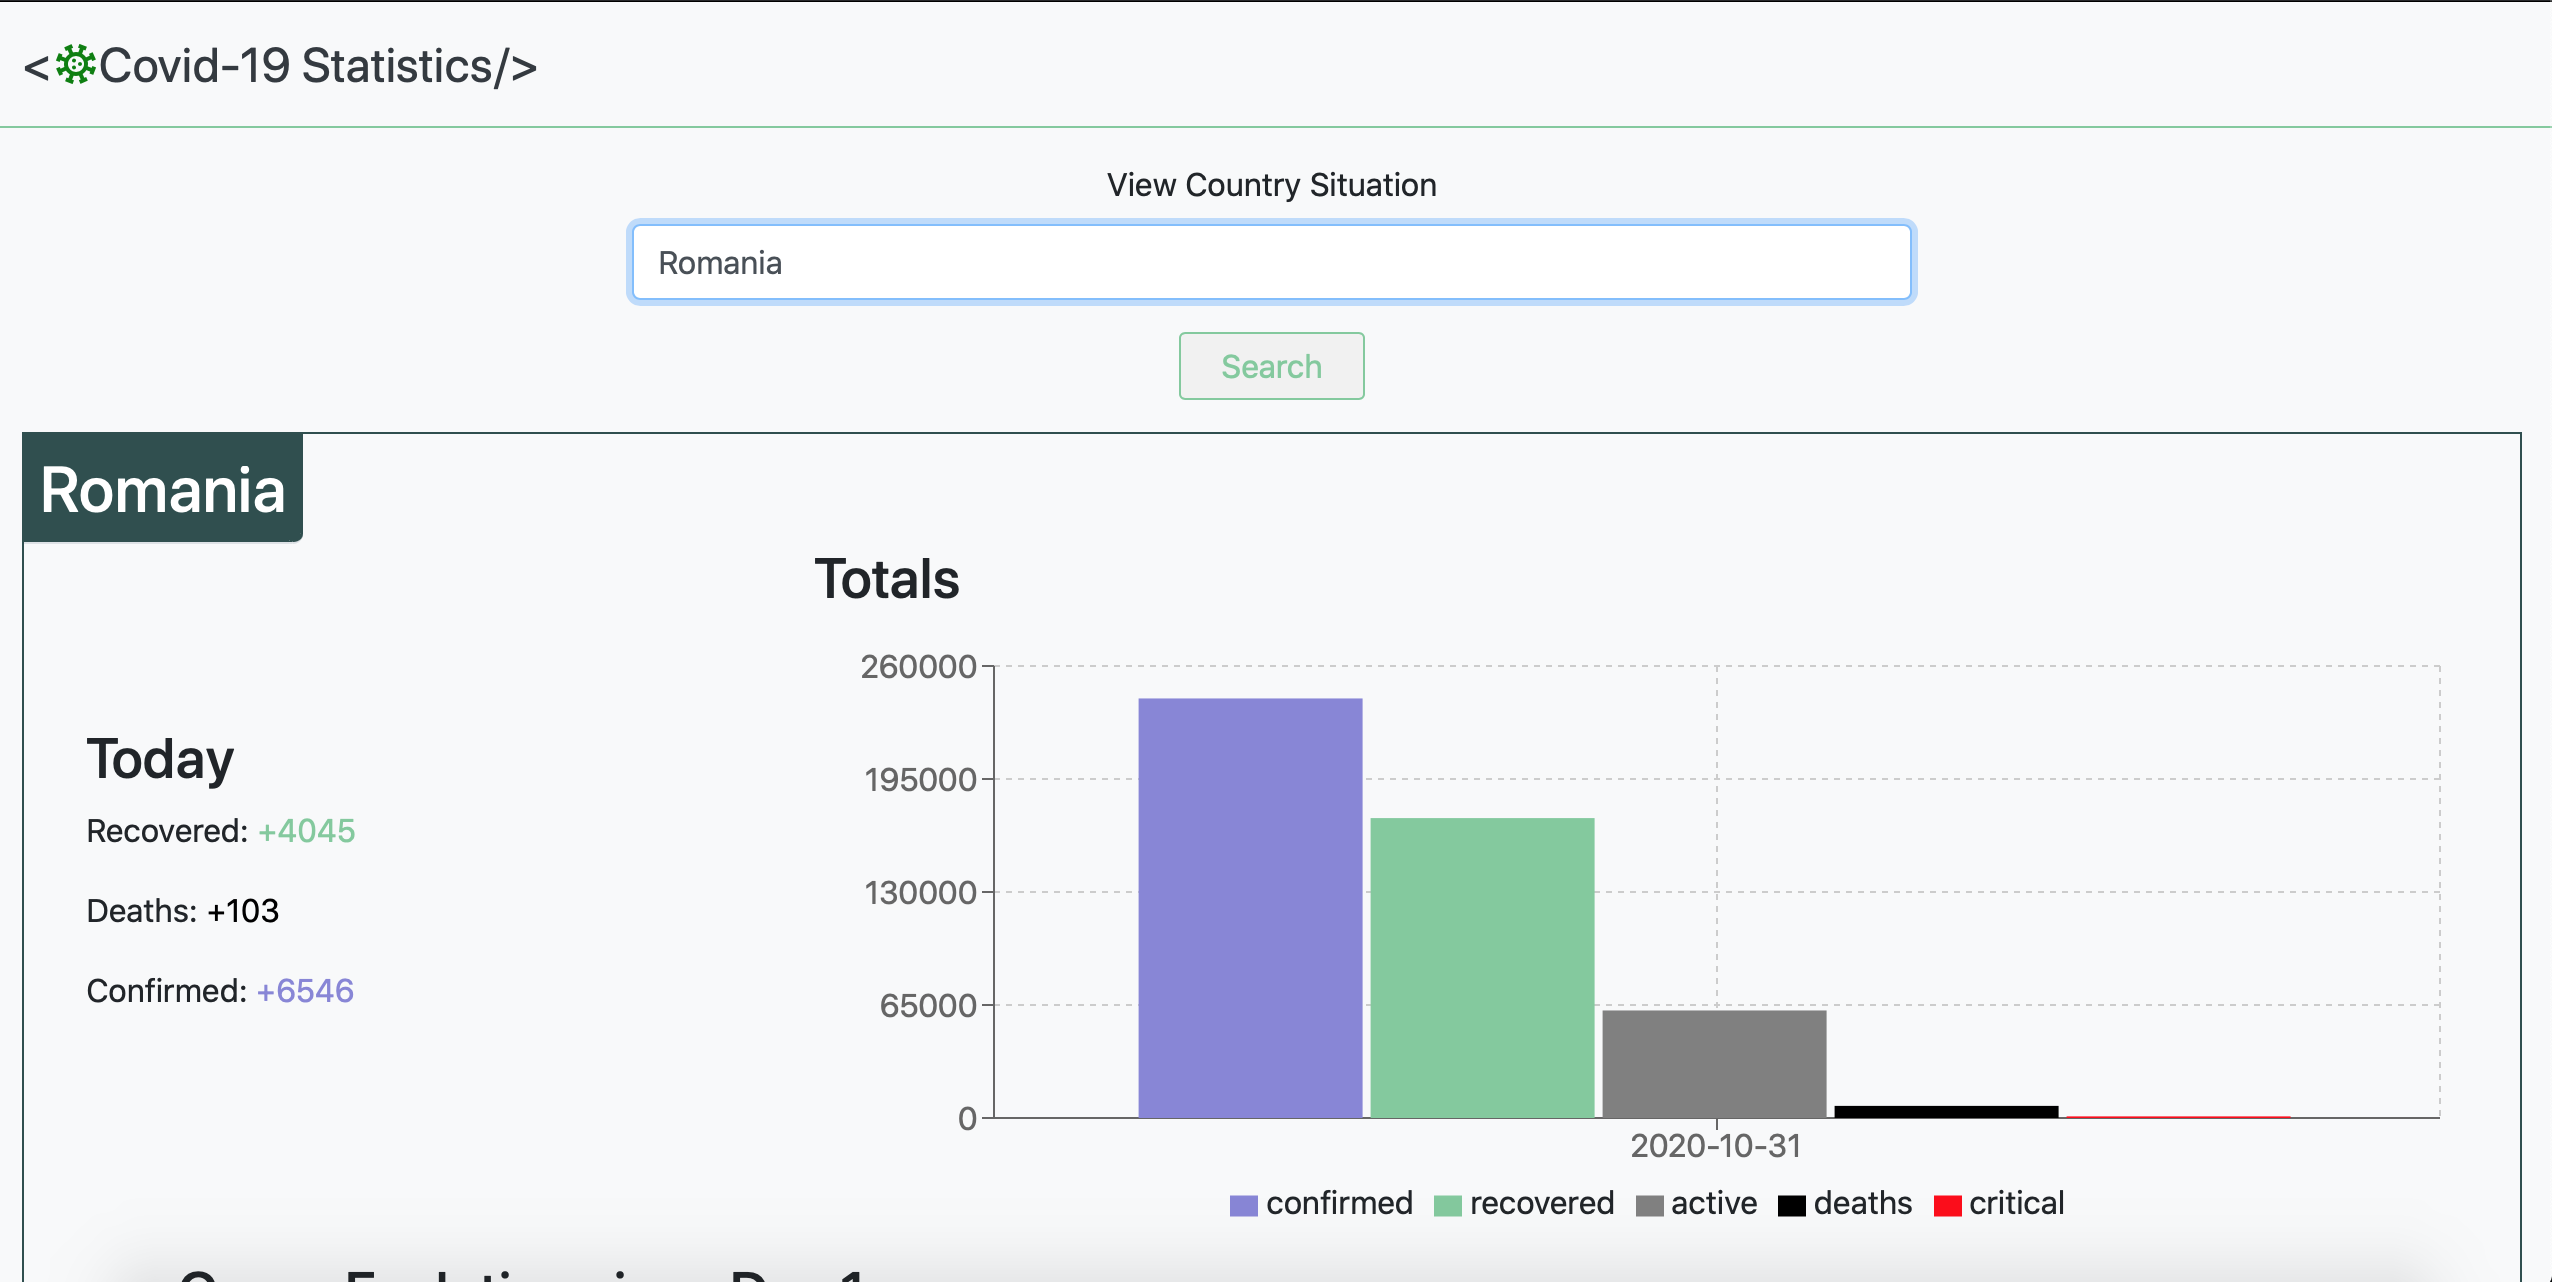 <Covid-19 Statistics/>
View Country Situation
Romania
Search
Romania
Totals
Today
Recovered: +4045
Deaths: +103
Confirmed: +6546
260000
195000
130000
65000
0
2020-10-31
confirmed recovered active deaths critical